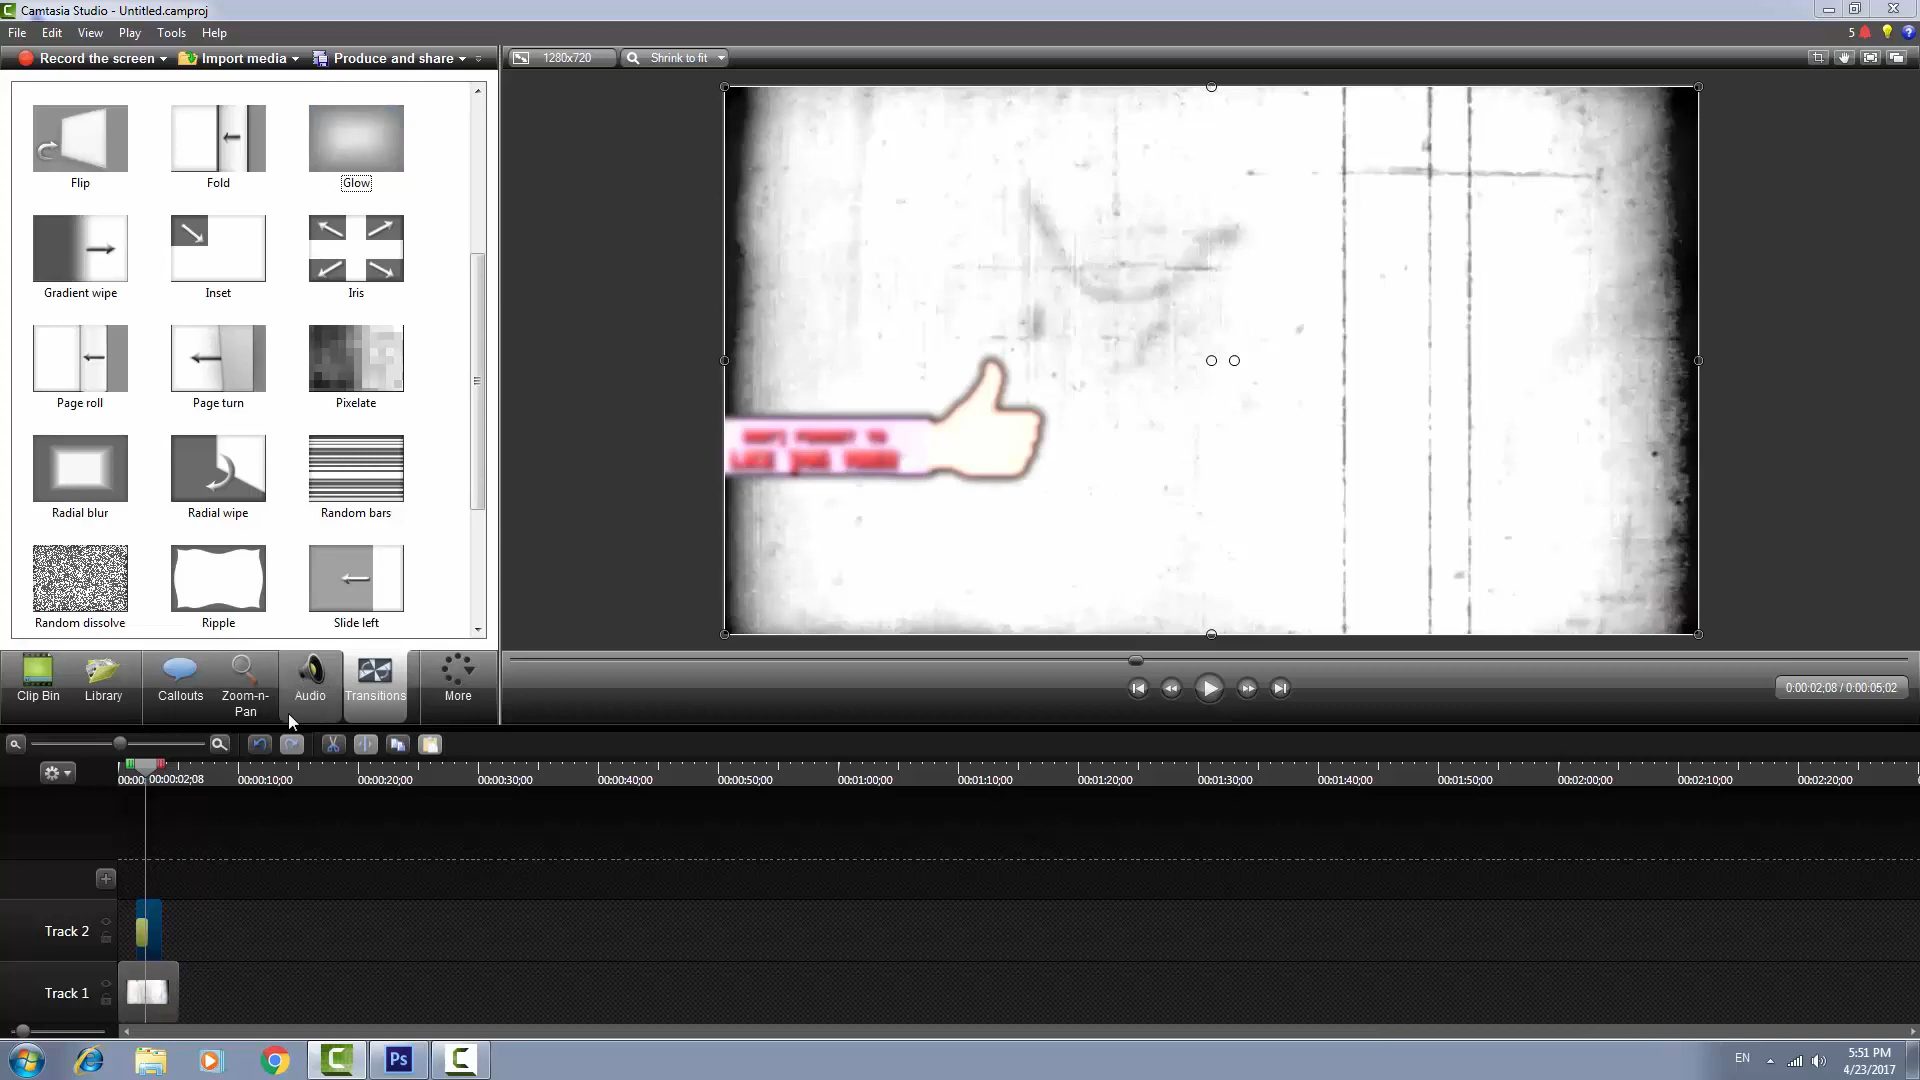 Camtasia Studio - Untitled.camproj
File Edit View Play Tools Help
5
Record the screen Import media Produce and share
1280x720 Shrink to fit
Flip Fold Glow
Gradient wipe Inset Iris
Page roll Page turn Pixelate
Radial blur Radial wipe Random bars
Random dissolve Ripple Slide left
Clip Bin Library Callouts Zoom-n-Pan Audio Transitions More
0:00:02;08 / 0:00:05;02
00:00:02;08 00:00:10;00 00:00:20;00 00:00:30;00 00:00:40;00 00:00:50;00 00:01:00;00 00:01:10;00 00:01:20;00 00:01:30;00 00:01:40;00 00:01:50;00 00:02:00;00 00:02:10;00 00:02:20;00
Track 2
Track 1
Ps
EN
5:51 PM
4/23/2017